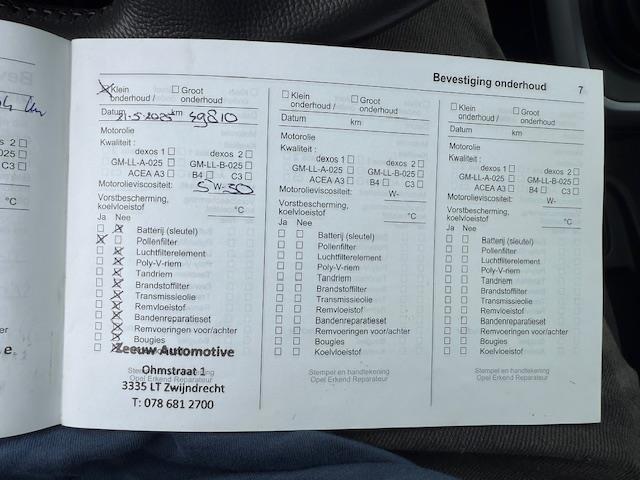 Bevestiging onderhoud 7
Klein onderhoud / Groot onderhoud
Datum 21-5-2025 km 59810
Motorolie
Kwaliteit :
dexos 1 dexos 2
GM-LL-A-025 GM-LL-B-025
ACEA A3 B4 C3
Motorolieviscositeit: 5 W-30
Vorstbescherming, koelvloeistof °C
Ja Nee
Batterij (sleutel)
Pollenfilter
Luchtfilterelement
Poly-V-riem
Tandriem
Brandstoffilter
Transmissieolie
Remvloeistof
Bandenreparatieset
Remvoeringen voor/achter
Bougies
Zeeuw Automotive
Ohmstraat 1
3335 LT Zwijndrecht
T: 078 681 2700
Klein onderhoud / Groot onderhoud
Datum km
Motorolie
Kwaliteit :
dexos 1 dexos 2
GM-LL-A-025 GM-LL-B-025
ACEA A3 B4 C3
Motorolieviscositeit: W-
Vorstbescherming, koelvloeistof °C
Ja Nee
Batterij (sleutel)
Pollenfilter
Luchtfilterelement
Poly-V-riem
Tandriem
Brandstoffilter
Transmissieolie
Remvloeistof
Bandenreparatieset
Remvoeringen voor/achter
Bougies
Koelvloeistof
Stempel en handtekening
Opel Erkend Reparateur
Klein onderhoud / Groot onderhoud
Datum km
Motorolie
Kwaliteit :
dexos 1 dexos 2
GM-LL-A-025 GM-LL-B-025
ACEA A3 B4 C3
Motorolieviscositeit: W-
Vorstbescherming, koelvloeistof °C
Ja Nee
Batterij (sleutel)
Pollenfilter
Luchtfilterelement
Poly-V-riem
Tandriem
Brandstoffilter
Transmissieolie
Remvloeistof
Bandenreparatieset
Remvoeringen voor/achter
Bougies
Koelvloeistof
Stempel en handtekening
Opel Erkend Reparateur